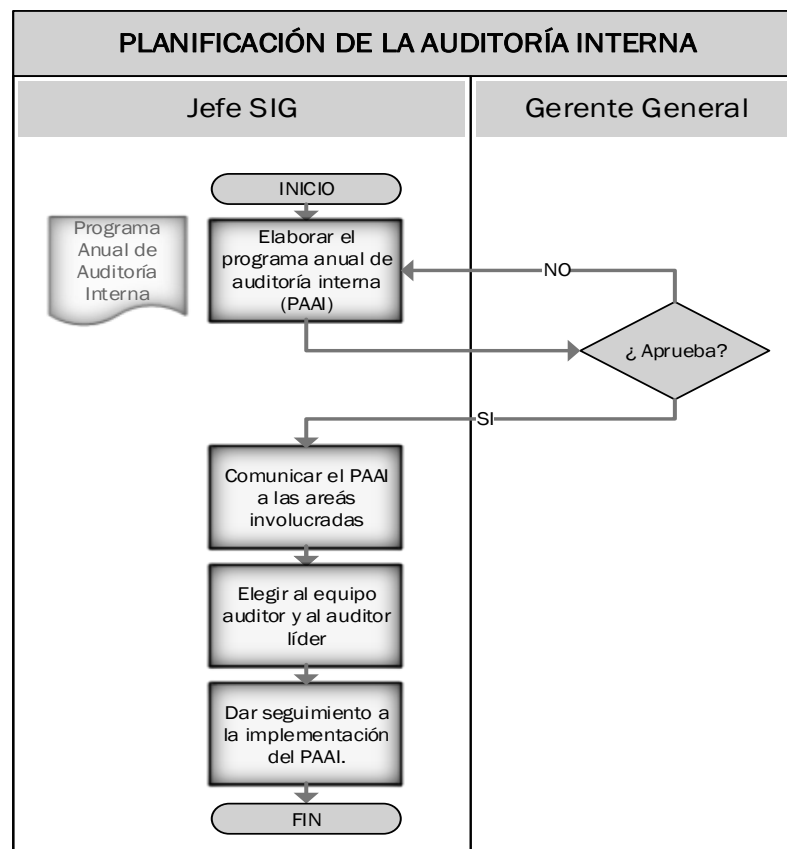 PLANIFICACIÓN DE LA AUDITORÍA INTERNA
Jefe SIG
Gerente General
INICIO
Programa
Anual de
Auditoría
Interna
Elaborar el
programa anual de
auditoría interna
(PAAI)
NO
¿ Aprueba?
SI
Comunicar el PAAI
a las areás
involucradas
Elegir al equipo
auditor y al auditor
líder
Dar seguimiento a
la implementación
del PAAI.
FIN